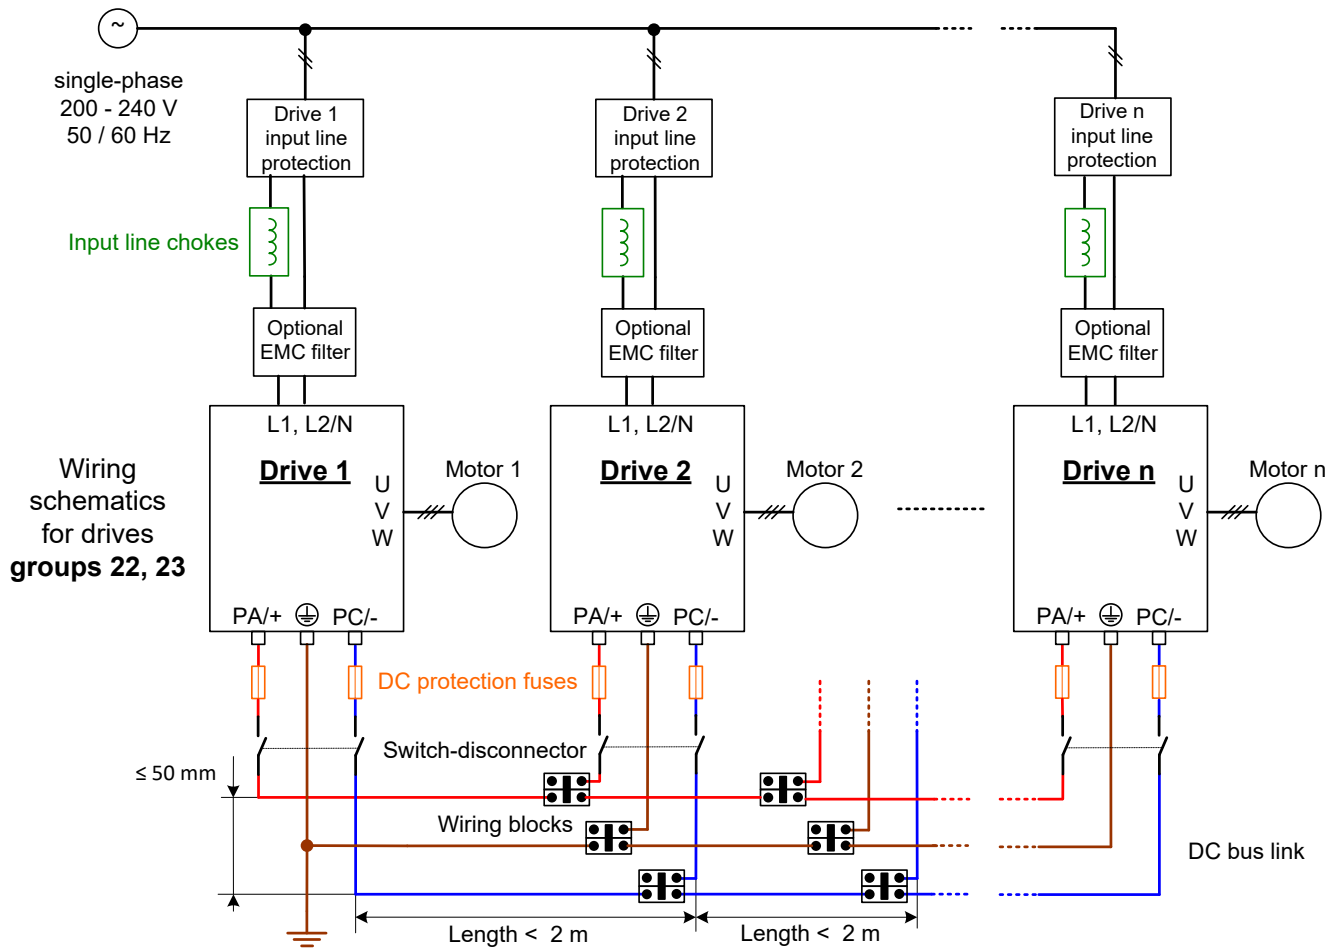 ~
single-phase
200 - 240 V
50 / 60 Hz
Drive 1
input line
protection
Drive 2
input line
protection
Drive n
input line
protection
Input line chokes
Optional
EMC filter
Optional
EMC filter
Optional
EMC filter
L1, L2/N
L1, L2/N
L1, L2/N
Wiring
schematics
for drives
groups 22, 23
Drive 1
U
V
W
Motor 1
Drive 2
U
V
W
Motor 2
Drive n
U
V
W
Motor n
PA/+ PC/-
PA/+ PC/-
PA/+ PC/-
DC protection fuses
Switch-disconnector
≤ 50 mm
Wiring blocks
DC bus link
Length < 2 m
Length < 2 m